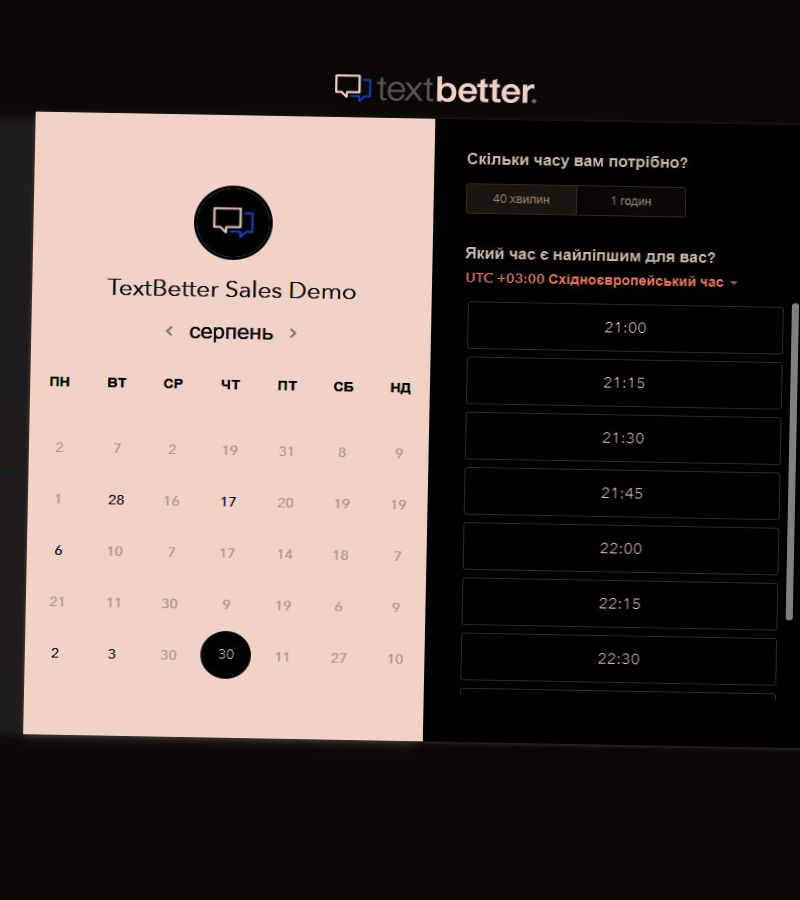 textbetter.
TextBetter Sales Demo
серпень
ПН ВТ СР ЧТ ПТ СБ НД
2 7 2 19 31 8 9
1 28 16 17 20 19 19
6 10 7 17 14 18 7
21 11 30 9 19 6 9
2 3 30 30 11 27 10
Скільки часу вам потрібно?
40 хвилин 1 годин
Який час є найліпшим для вас?
UTC +03:00 Східноєвропейський час
21:00
21:15
21:30
21:45
22:00
22:15
22:30